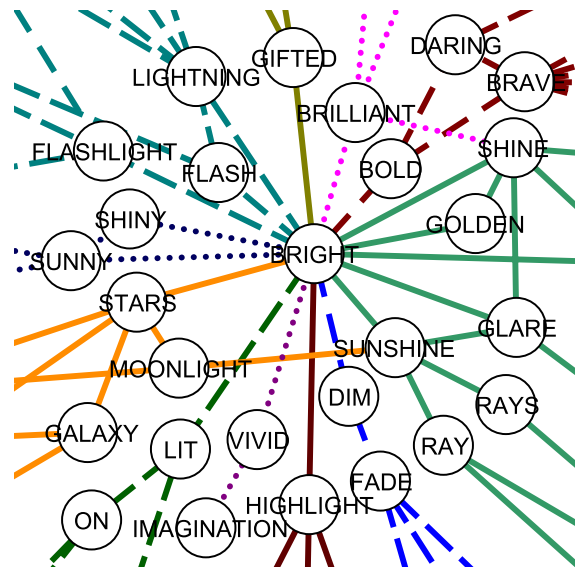 DARING
GIFTED
LIGHTNING
BRAVE
BRILLIANT
FLASHLIGHT
SHINE
FLASH
BOLD
SHINY
GOLDEN
SUNNY
BRIGHT
STARS
GLARE
SUNSHINE
MOONLIGHT
DIM
RAYS
GALAXY
VIVID
LIT
RAY
FADE
HIGHLIGHT
ON
IMAGINATION